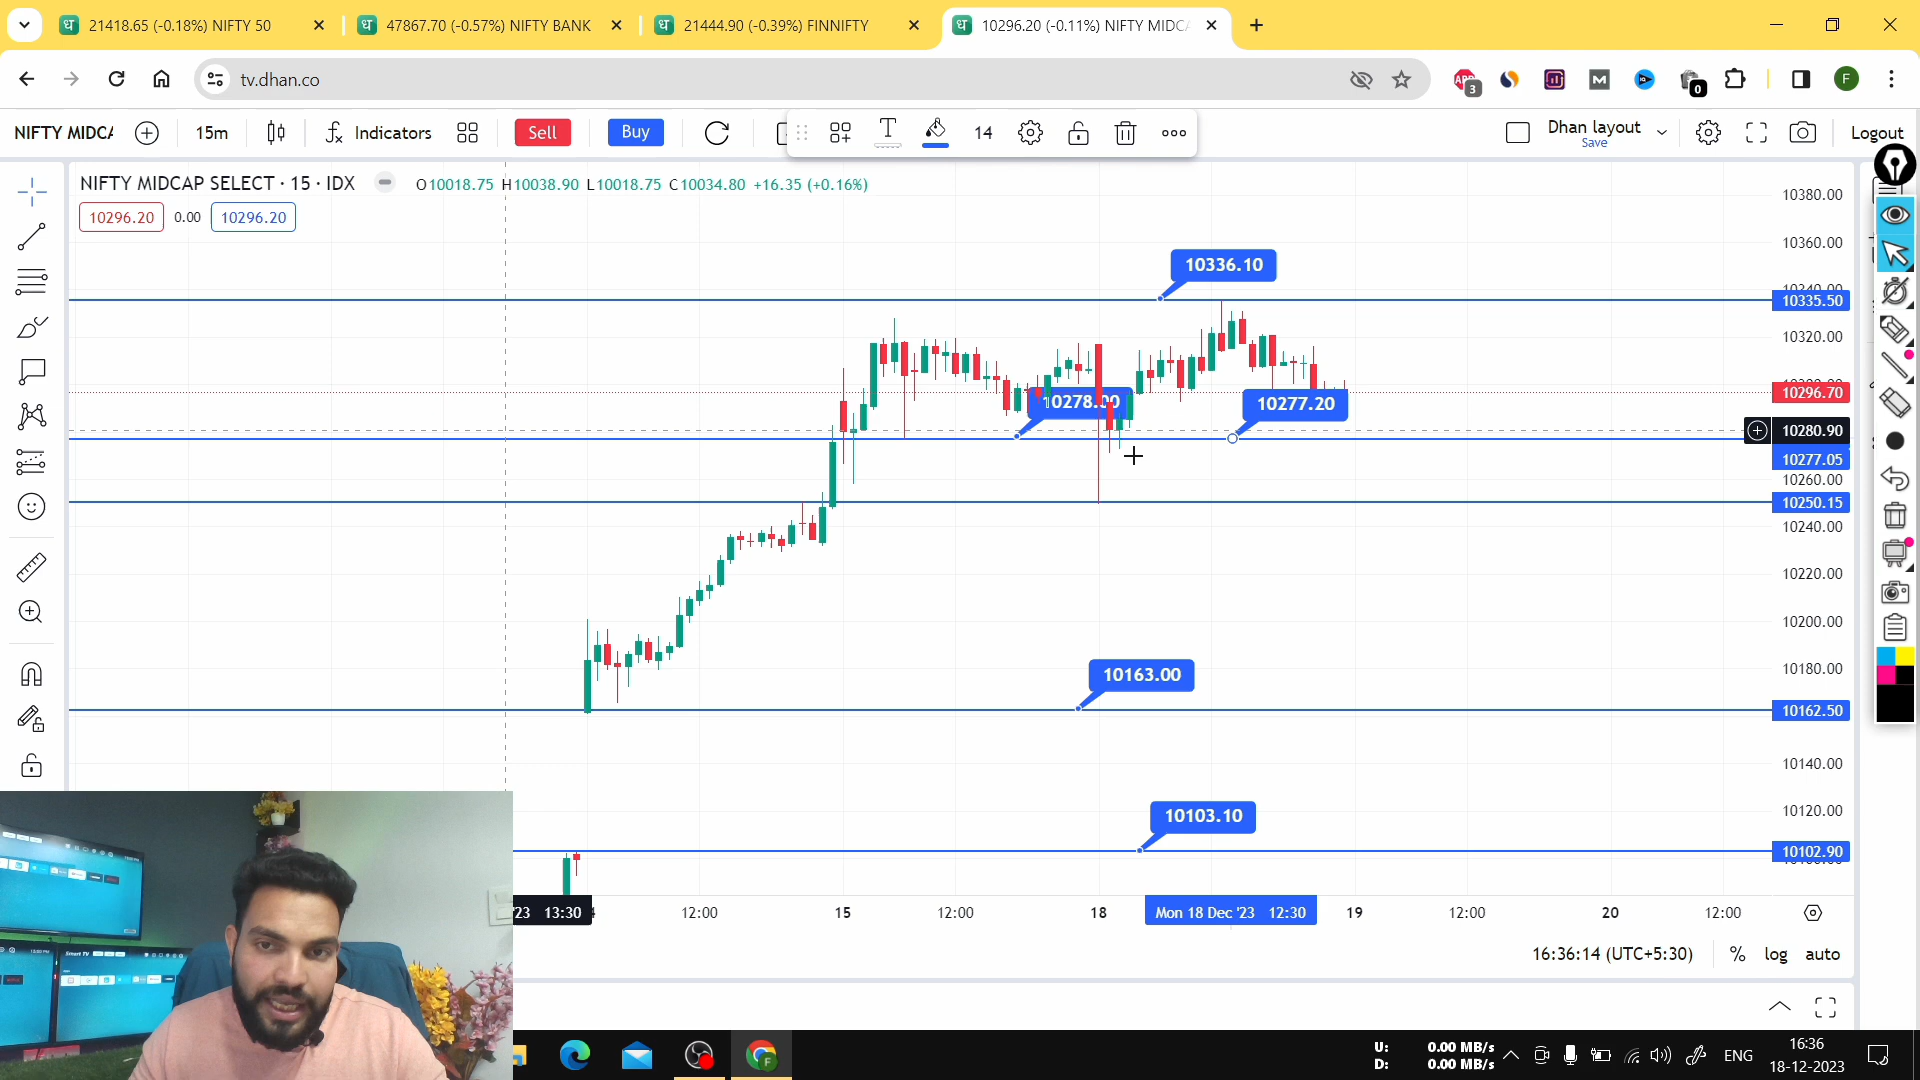 21418.65 (-0.18%) NIFTY 50
47867.70 (-0.57%) NIFTY BANK
21444.90 (-0.39%) FINNIFTY
10296.20 (-0.11%) NIFTY MIDC
tv.dhan.co
3
0
F
NIFTY MIDC
15m
Indicators
Sell
Buy
T
14
Dhan layout
Save
Logout
NIFTY MIDCAP SELECT · 15 · IDX
O10018.75 H10038.90 L10018.75 C10034.80 +16.35 (+0.16%)
10296.20
0.00
10296.20
10380.00
10360.00
10336.10
10335.50
10320.00
10296.70
10278.00
10277.20
10280.90
10277.05
10260.00
10250.15
10240.00
10220.00
10200.00
10180.00
10163.00
10162.50
10140.00
10120.00
10103.10
10102.90
'23 13:30
12:00
15
12:00
18
Mon 18 Dec '23 12:30
19
12:00
20
12:00
16:36:14 (UTC+5:30)
%
log
auto
U: 0.00 MB/s
D: 0.00 MB/s
ENG
16:36
18-12-2023